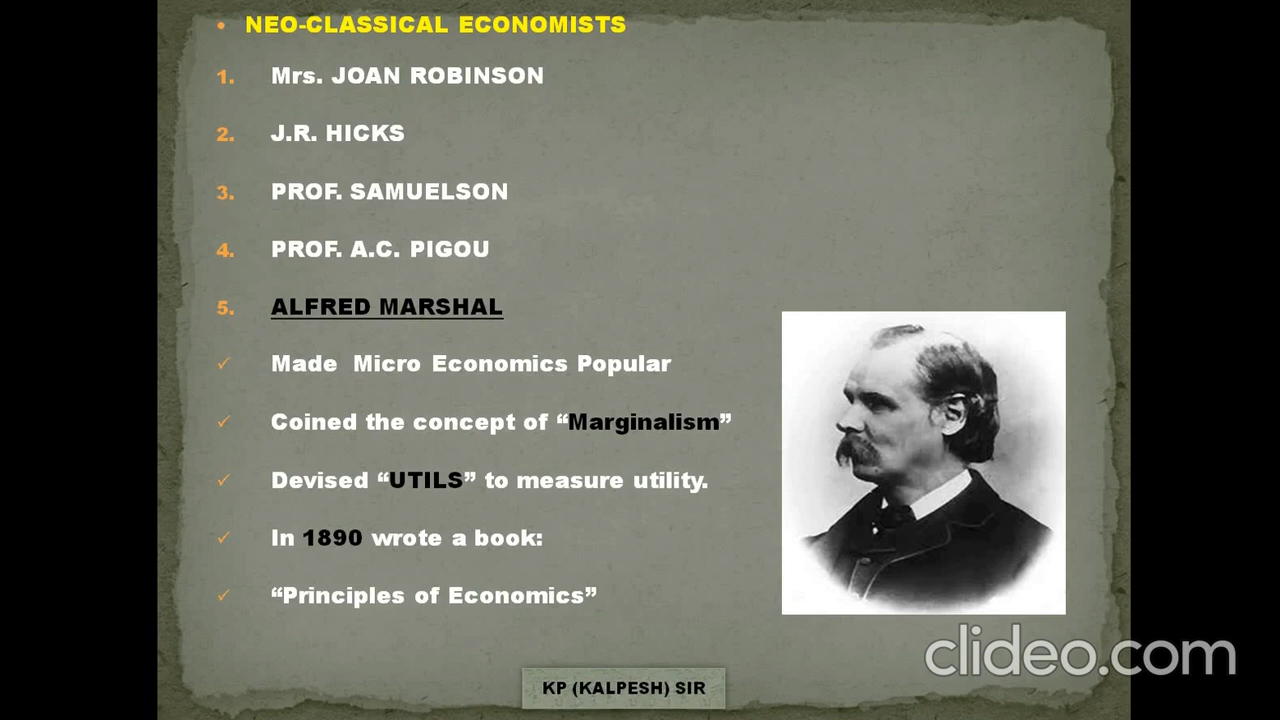 • NEO-CLASSICAL ECONOMISTS
1. Mrs. JOAN ROBINSON
2. J.R. HICKS
3. PROF. SAMUELSON
4. PROF. A.C. PIGOU
5. ALFRED MARSHAL
✓ Made Micro Economics Popular
✓ Coined the concept of “Marginalism”
✓ Devised “UTILS” to measure utility.
✓ In 1890 wrote a book:
✓ “Principles of Economics”
clideo.com
KP (KALPESH) SIR